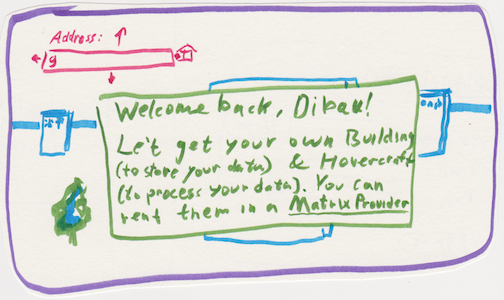 Address:
g
Welcome back, Dibau!
Let's get your own Building
(to store your data) & Hovercraft
(to process your data). You can
rent them in a Matrix Provider